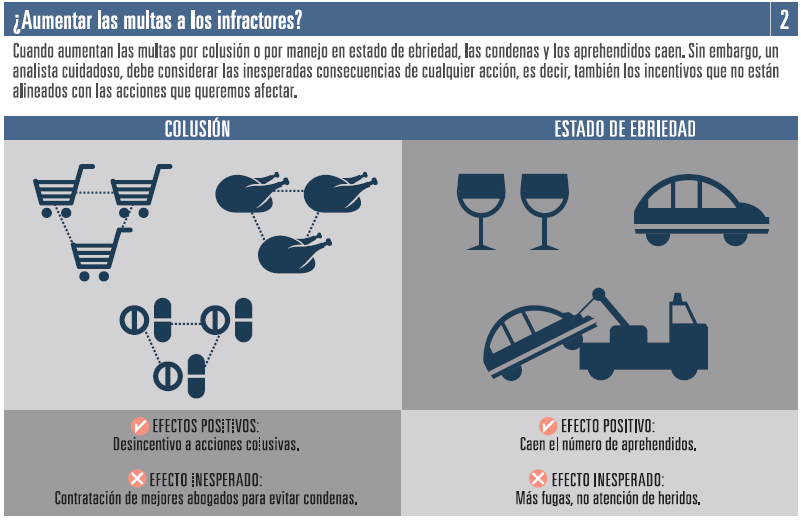 ¿Aumentar las multas a los infractores?
2
Cuando aumentan las multas por colusión o por manejo en estado de ebriedad, las condenas y los aprehendidos caen. Sin embargo, un
analista cuidadoso, debe considerar las inesperadas consecuencias de cualquier acción, es decir, también los incentivos que no están
alineados con las acciones que queremos afectar.
COLUSIÓN
ESTADO DE EBRIEDAD
EFECTOS POSITIVOS:
Desincentivo a acciones colusivas.
EFECTO INESPERADO:
Contratación de mejores abogados para evitar condenas.
EFECTO POSITIVO:
Caen el número de aprehendidos.
EFECTO INESPERADO:
Más fugas, no atención de heridos.